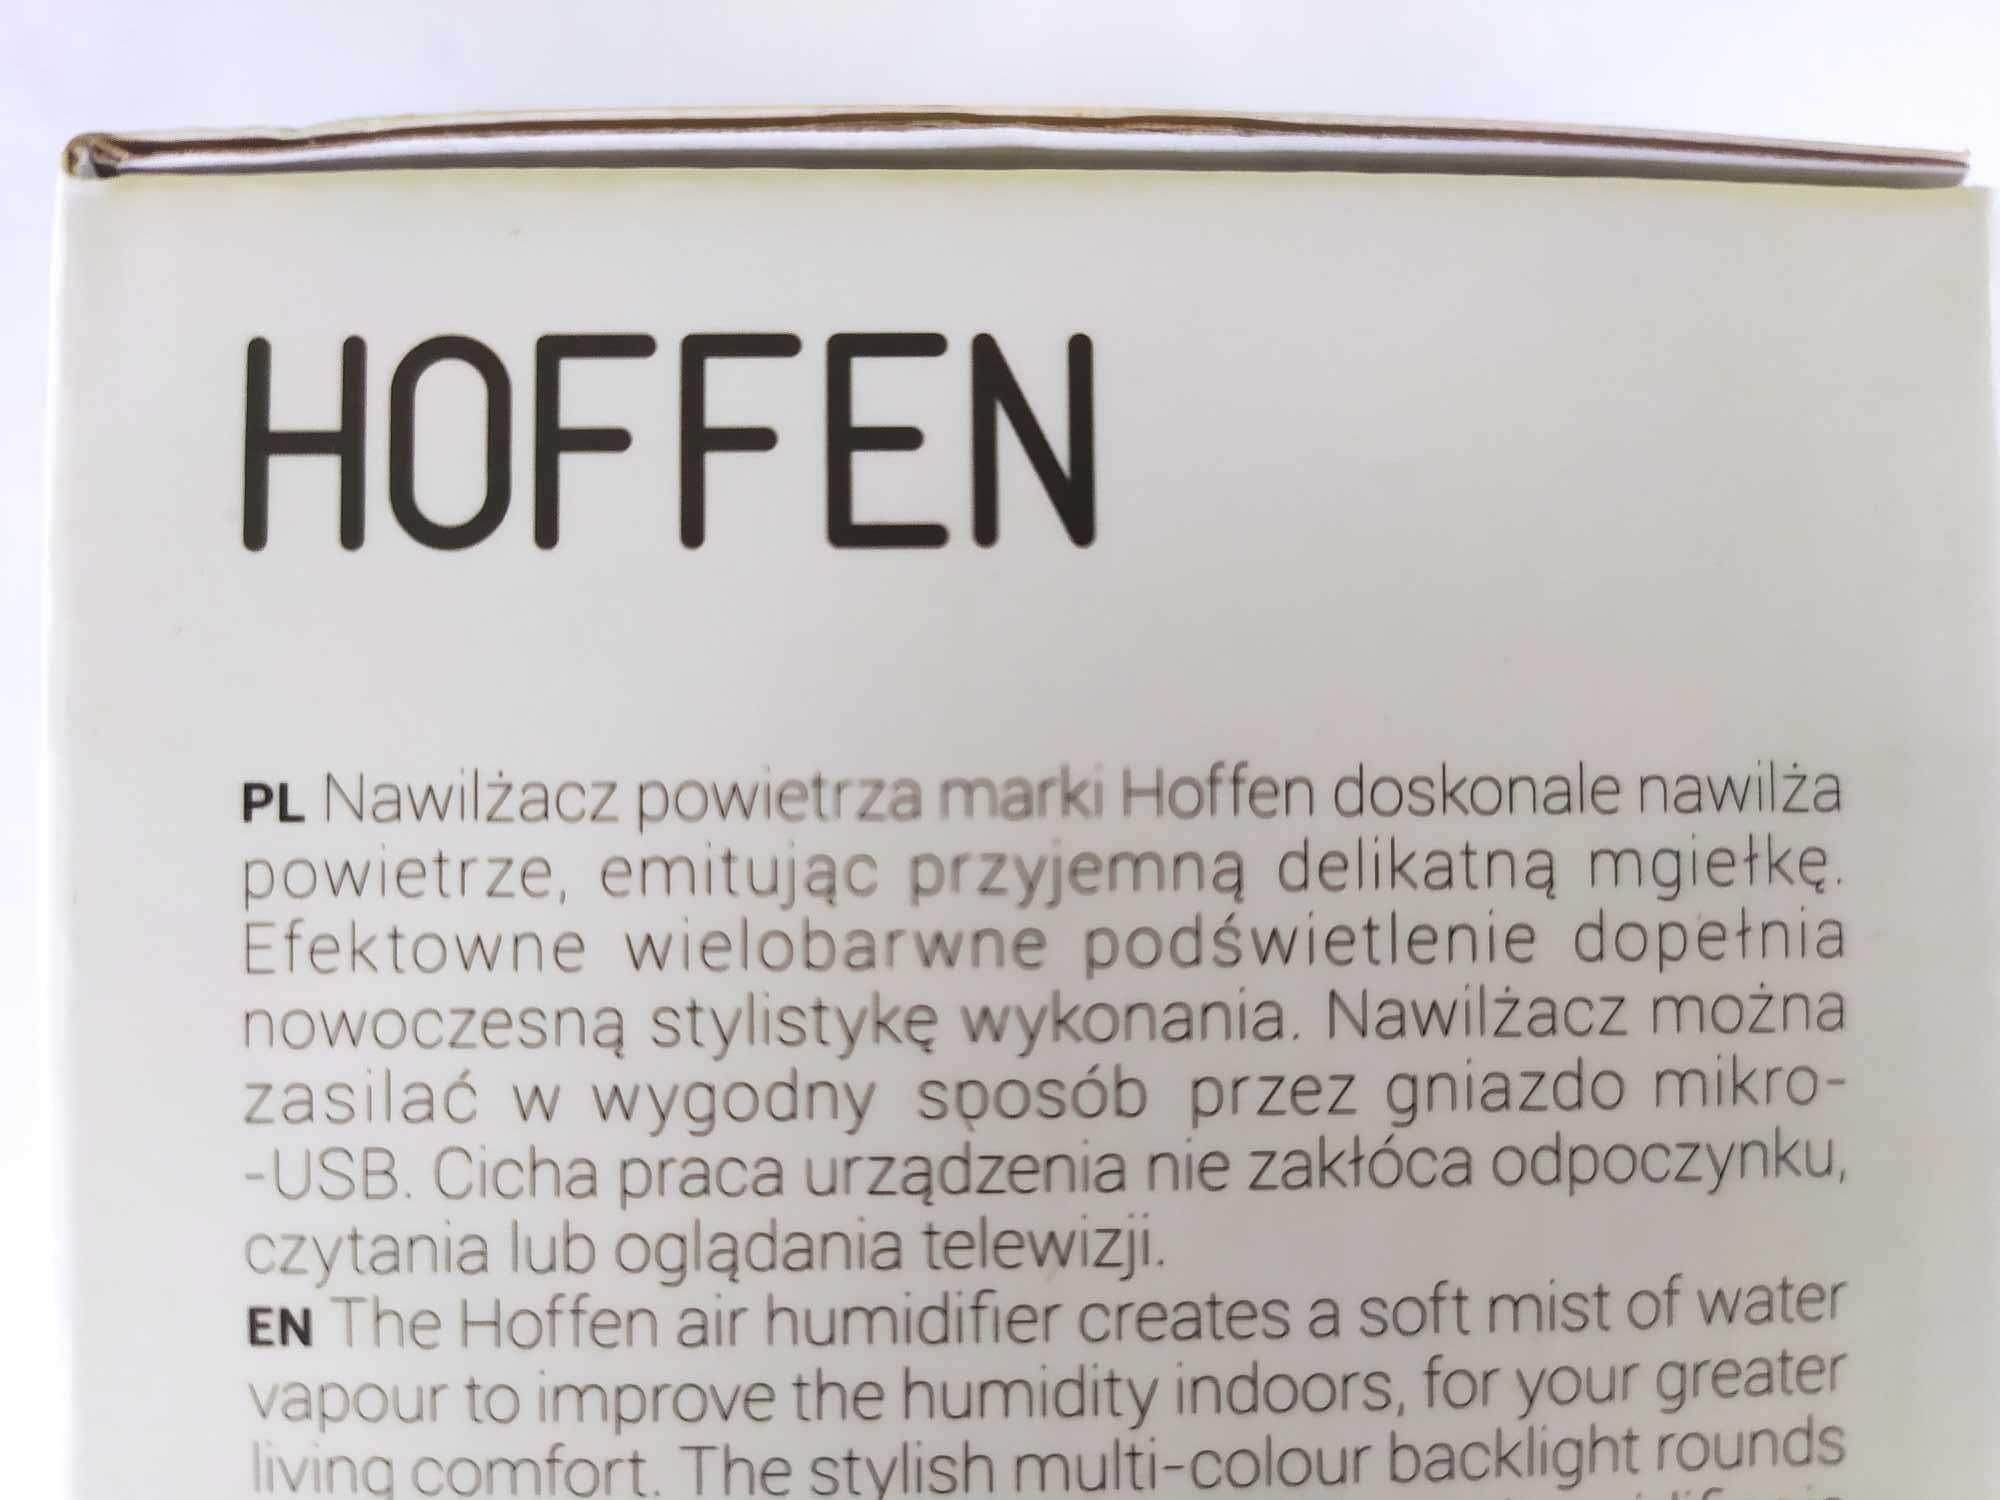 HOFFEN
PL Nawilżacz powietrza marki Hoffen doskonale nawilża
powietrze, emitując przyjemną delikatną mgiełkę.
Efektowne wielobarwne podświetlenie dopełnia
nowoczesną stylistykę wykonania. Nawilżacz można
zasilać w wygodny sposób przez gniazdo mikro-
-USB. Cicha praca urządzenia nie zakłóca odpoczynku,
czytania lub oglądania telewizji.
EN The Hoffen air humidifier creates a soft mist of water
vapour to improve the humidity indoors, for your greater
living comfort. The stylish multi-colour backlight rounds